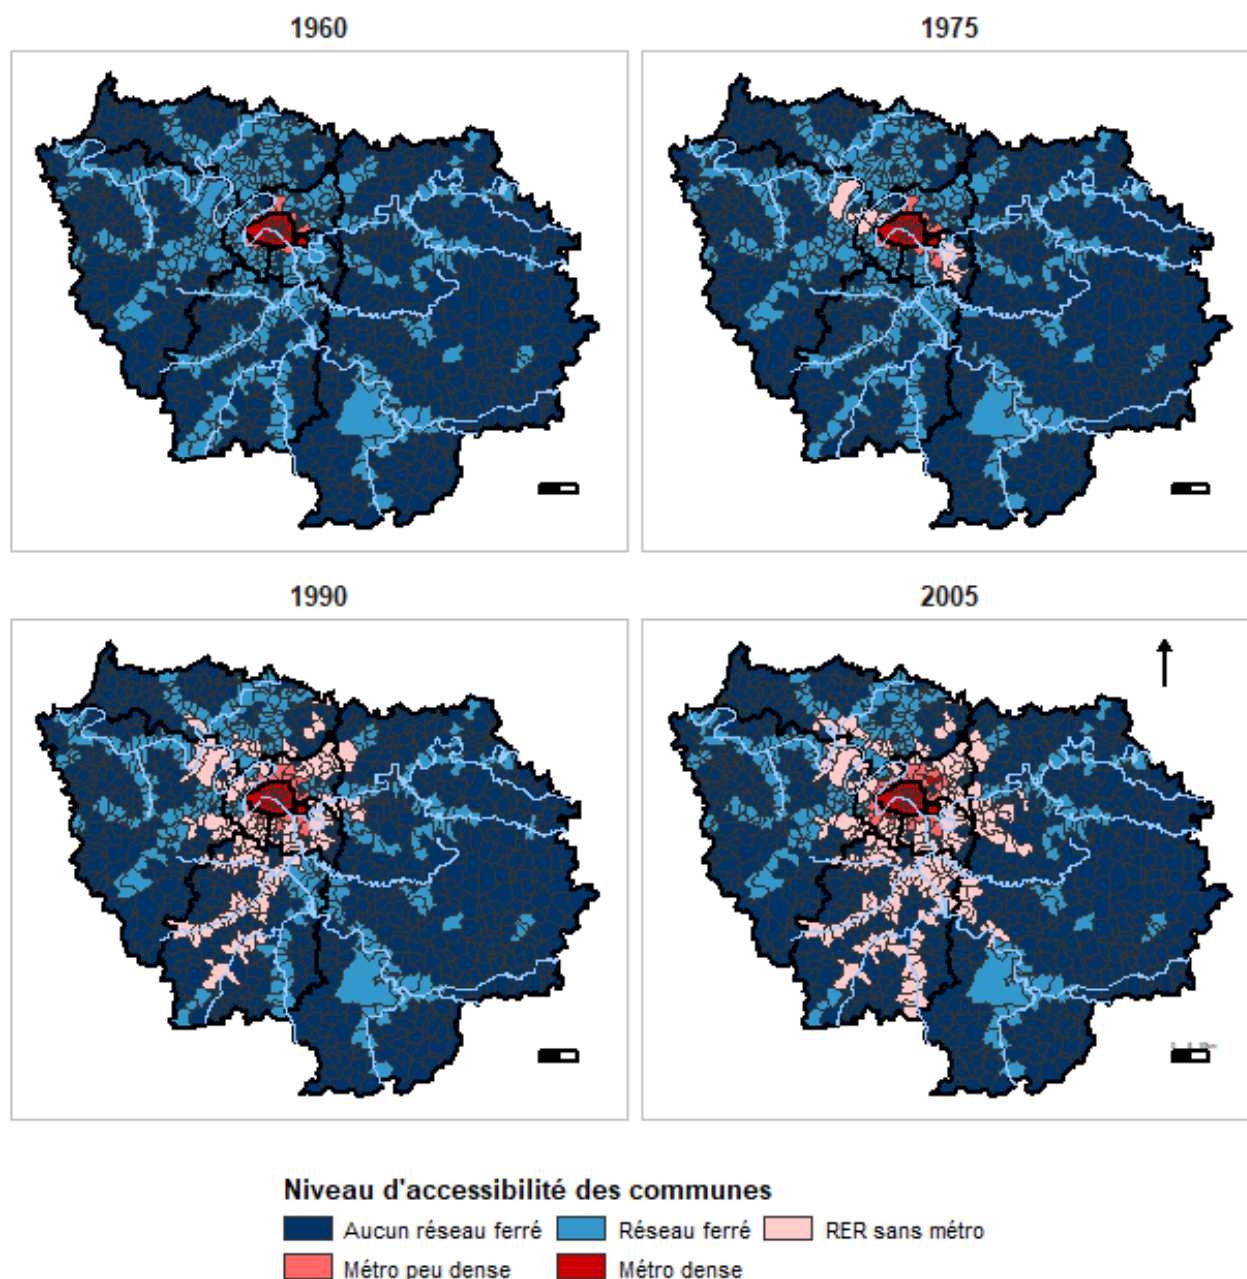 1960
1975
1990
2005
Niveau d'accessibilité des communes
Aucun réseau ferré
Réseau ferré
RER sans métro
Métro peu dense
Métro dense